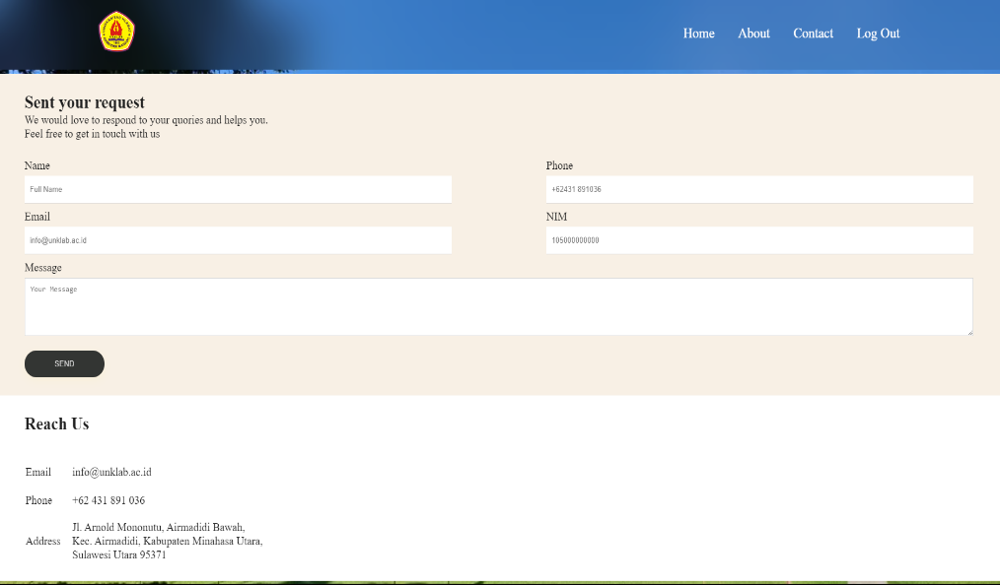 Home About Contact Log Out
Sent your request
We would love to respond to your quories and helps you.
Feel free to get in touch with us
Name Phone
Full Name +62431 891036
Email NIM
info@unklab.ac.id 105000000000
Message
Your Message
SEND
Reach Us
Email info@unklab.ac.id
Phone +62 431 891 036
Jl. Arnold Mononutu, Airmadidi Bawah,
Address Kec. Airmadidi, Kabupaten Minahasa Utara,
Sulawesi Utara 95371